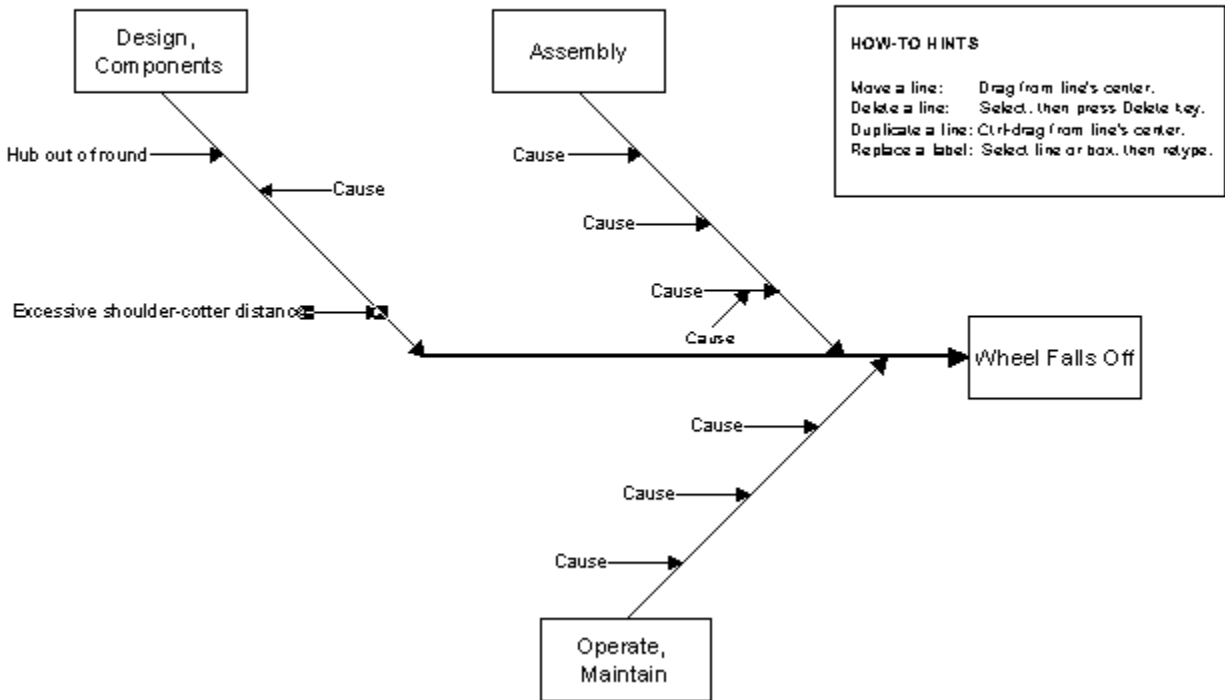 Design,
Components
Assembly
HOW-TO HINTS
Move a line: Drag from line's center.
Delete a line: Select, then press Delete key.
Duplicate a line: Ctrl-drag from line's center.
Replace a label: Select line or box, then retype.
Hub out of round
Cause
Cause
Cause
Excessive shoulder-cotter distance
Cause
Cause
Wheel Falls Off
Cause
Cause
Cause
Operate,
Maintain